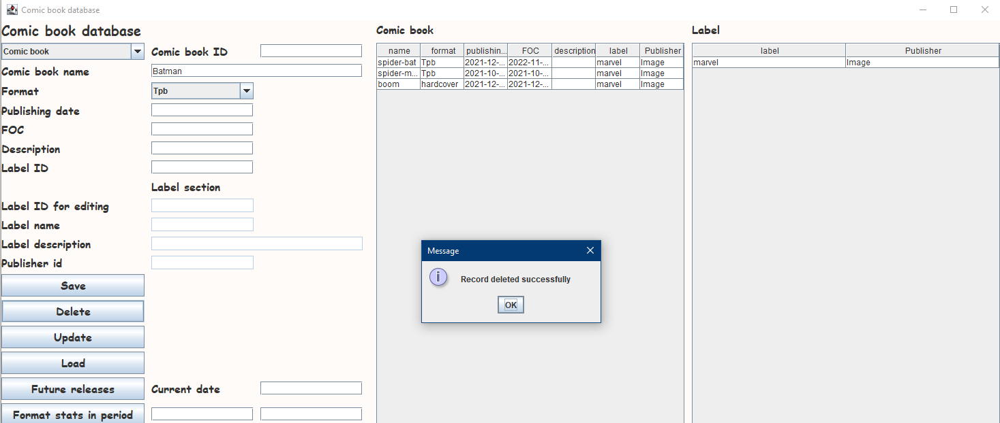 Comic book database
Comic book database
Comic book
Comic book ID
Comic book name
Batman
Format
Tpb
Publishing date
FOC
Description
Label ID
Label section
Label ID for editing
Label name
Label description
Publisher id
Save
Delete
Update
Load
Future releases
Current date
Format stats in period
Comic book
name format publishin... FOC description label Publisher
spider-bat Tpb 2021-12-... 2022-11-... marvel Image
spider-m... Tpb 2021-10-... 2021-10-... marvel Image
boom hardcover 2021-12-... 2021-12-... marvel Image
Label
label Publisher
marvel Image
Message
Record deleted successfully
OK